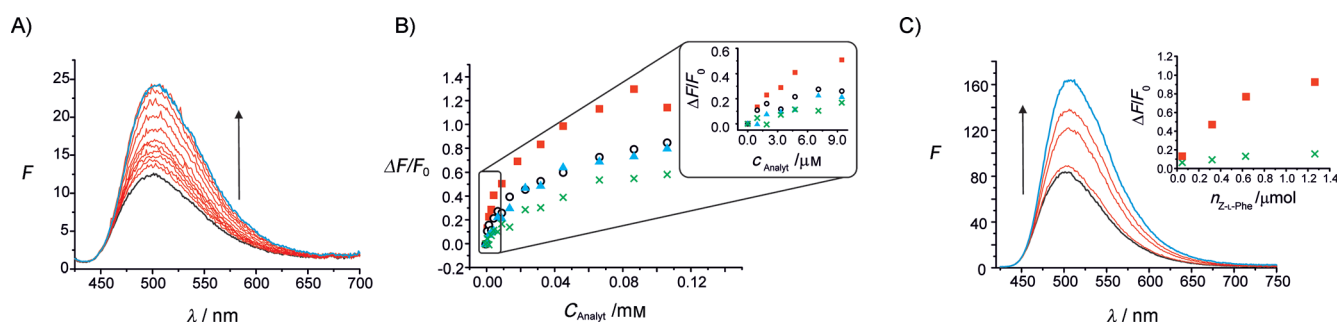 A)
F
25
20
15
10
5
0
450 500 550 600 650 700
λ / nm
B)
ΔF/F0
1.4
1.2
1.0
0.8
0.6
0.4
0.2
0.0
-0.2
0.00 0.04 0.08 0.12
CAnalyt /mM
ΔF/F0
0.6
0.4
0.2
0.0
0.0 3.0 6.0 9.0
CAnalyt /μM
C)
F
160
120
80
40
0
450 500 550 600 650 700 750
λ / nm
ΔF/F0
1.2
1.0
0.8
0.6
0.4
0.2
0.0
0.0 0.2 0.4 0.6 0.8 1.0 1.2 1.4
nZ-L-Phe /μmol